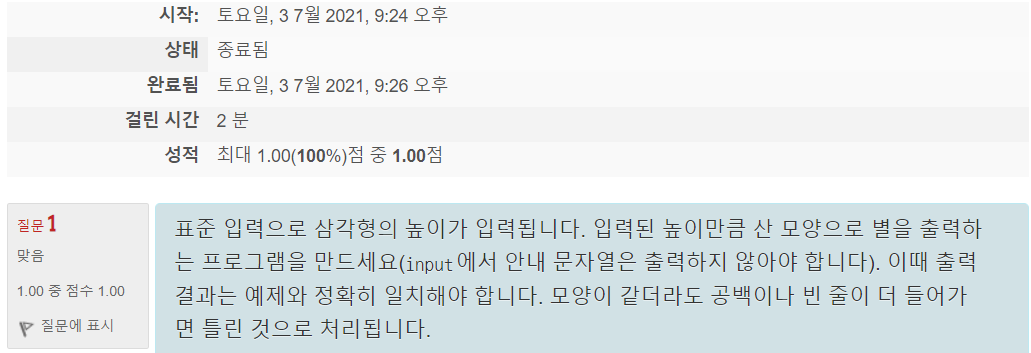 시작: 토요일, 3 7월 2021, 9:24 오후
상태 종료됨
완료됨 토요일, 3 7월 2021, 9:26 오후
걸린 시간 2 분
성적 최대 1.00(100%)점 중 1.00점
질문 1
맞음
1.00 중 점수 1.00
질문에 표시
표준 입력으로 삼각형의 높이가 입력됩니다. 입력된 높이만큼 산 모양으로 별을 출력하
는 프로그램을 만드세요(input에서 안내 문자열은 출력하지 않아야 합니다). 이때 출력
결과는 예제와 정확히 일치해야 합니다. 모양이 같더라도 공백이나 빈 줄이 더 들어가
면 틀린 것으로 처리됩니다.